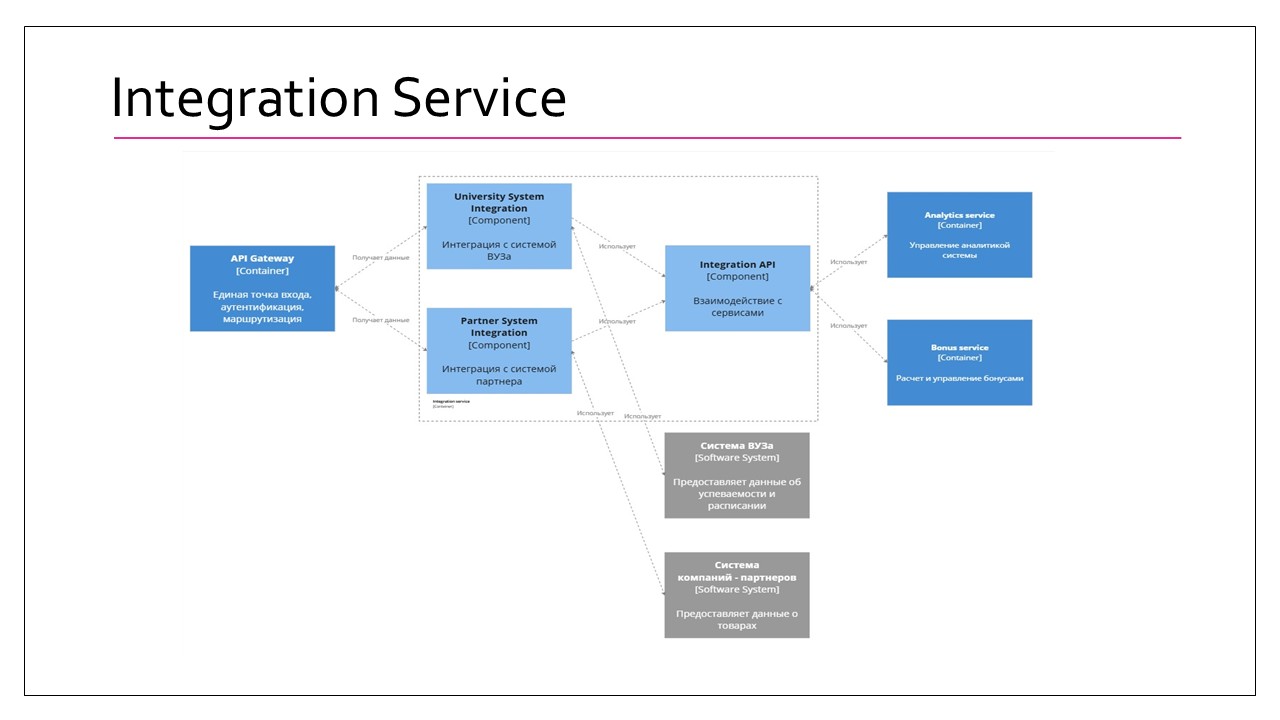 Integration Service
API Gateway
[Container]
Единая точка входа,
аутентификация,
маршрутизация
Получает данные
Получает данные
University System
Integration
[Component]
Интеграция с системой
ВУЗа
Partner System
Integration
[Component]
Интеграция с системой
партнера
Integration service
[Container]
Использует
Использует
Использует
Использует
Integration API
[Component]
Взаимодействие с
сервисами
Использует
Использует
Analytics service
[Container]
Управление аналитикой
системы
Bonus service
[Container]
Расчет и управление бонусами
Система ВУЗа
[Software System]
Предоставляет данные об
успеваемости и
расписании
Система
компаний - партнеров
[Software System]
Предоставляет данные о
товарах